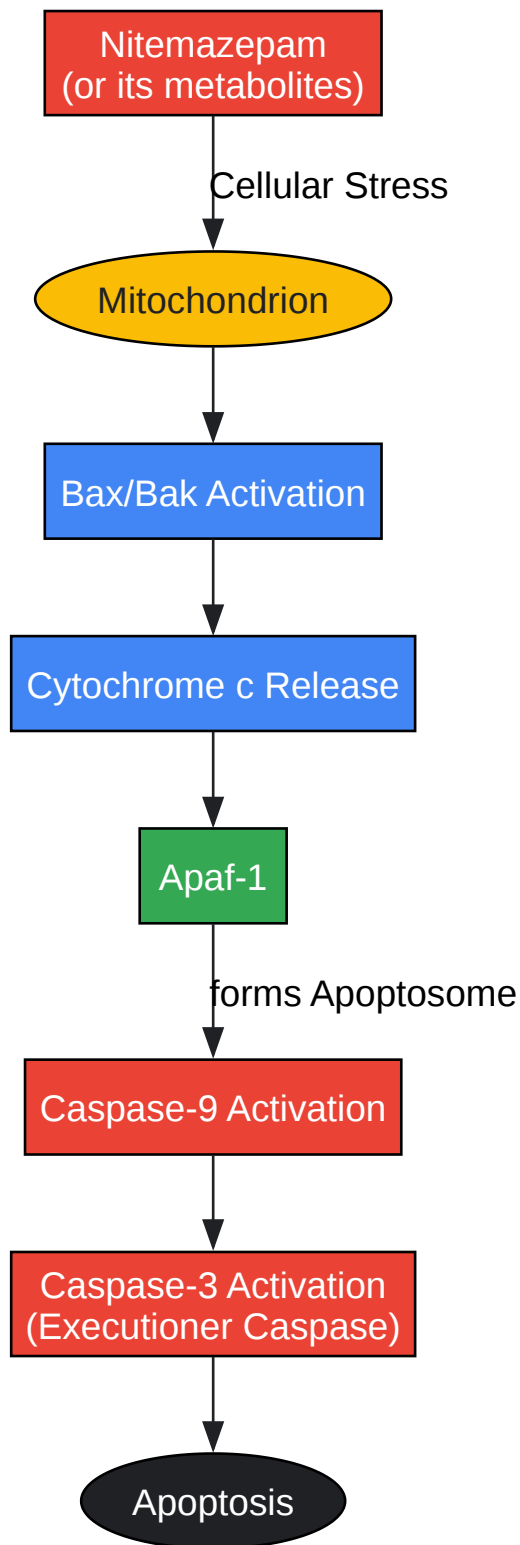 Nitemazepam
(or its metabolites)
Cellular Stress
Mitochondrion
Bax/Bak Activation
Cytochrome c Release
Apaf-1
forms Apoptosome
Caspase-9 Activation
Caspase-3 Activation
(Executioner Caspase)
Apoptosis